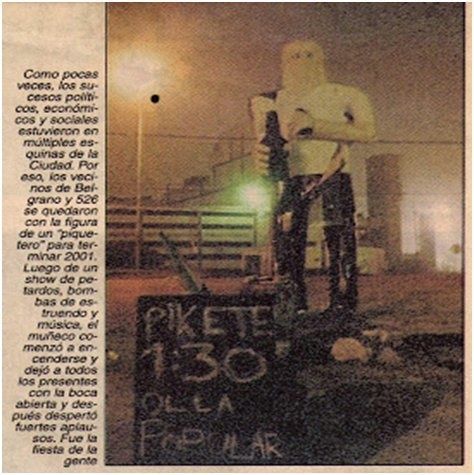 Como pocas
veces, los su-
cesos políti-
cos, económi-
cos y sociales
estuvieron en
múltiples es-
quinas de la
Ciudad. Por
eso, los veci-
nos de Bel-
grano y 526
se quedaron
con la figura
de un "pique-
tero" para ter-
minar 2001.
Luego de un
show de pe-
tardos, bom-
bas de es-
truendo y
música, el
muñeco co-
menzó a en-
cenderse y
dejó a todos
los presentes
con la boca
abierta y des-
pués despertó
fuertes aplau-
sos. Fue la
fiesta de la
gente
PIKETE
1:30
OLLA
POPULAR